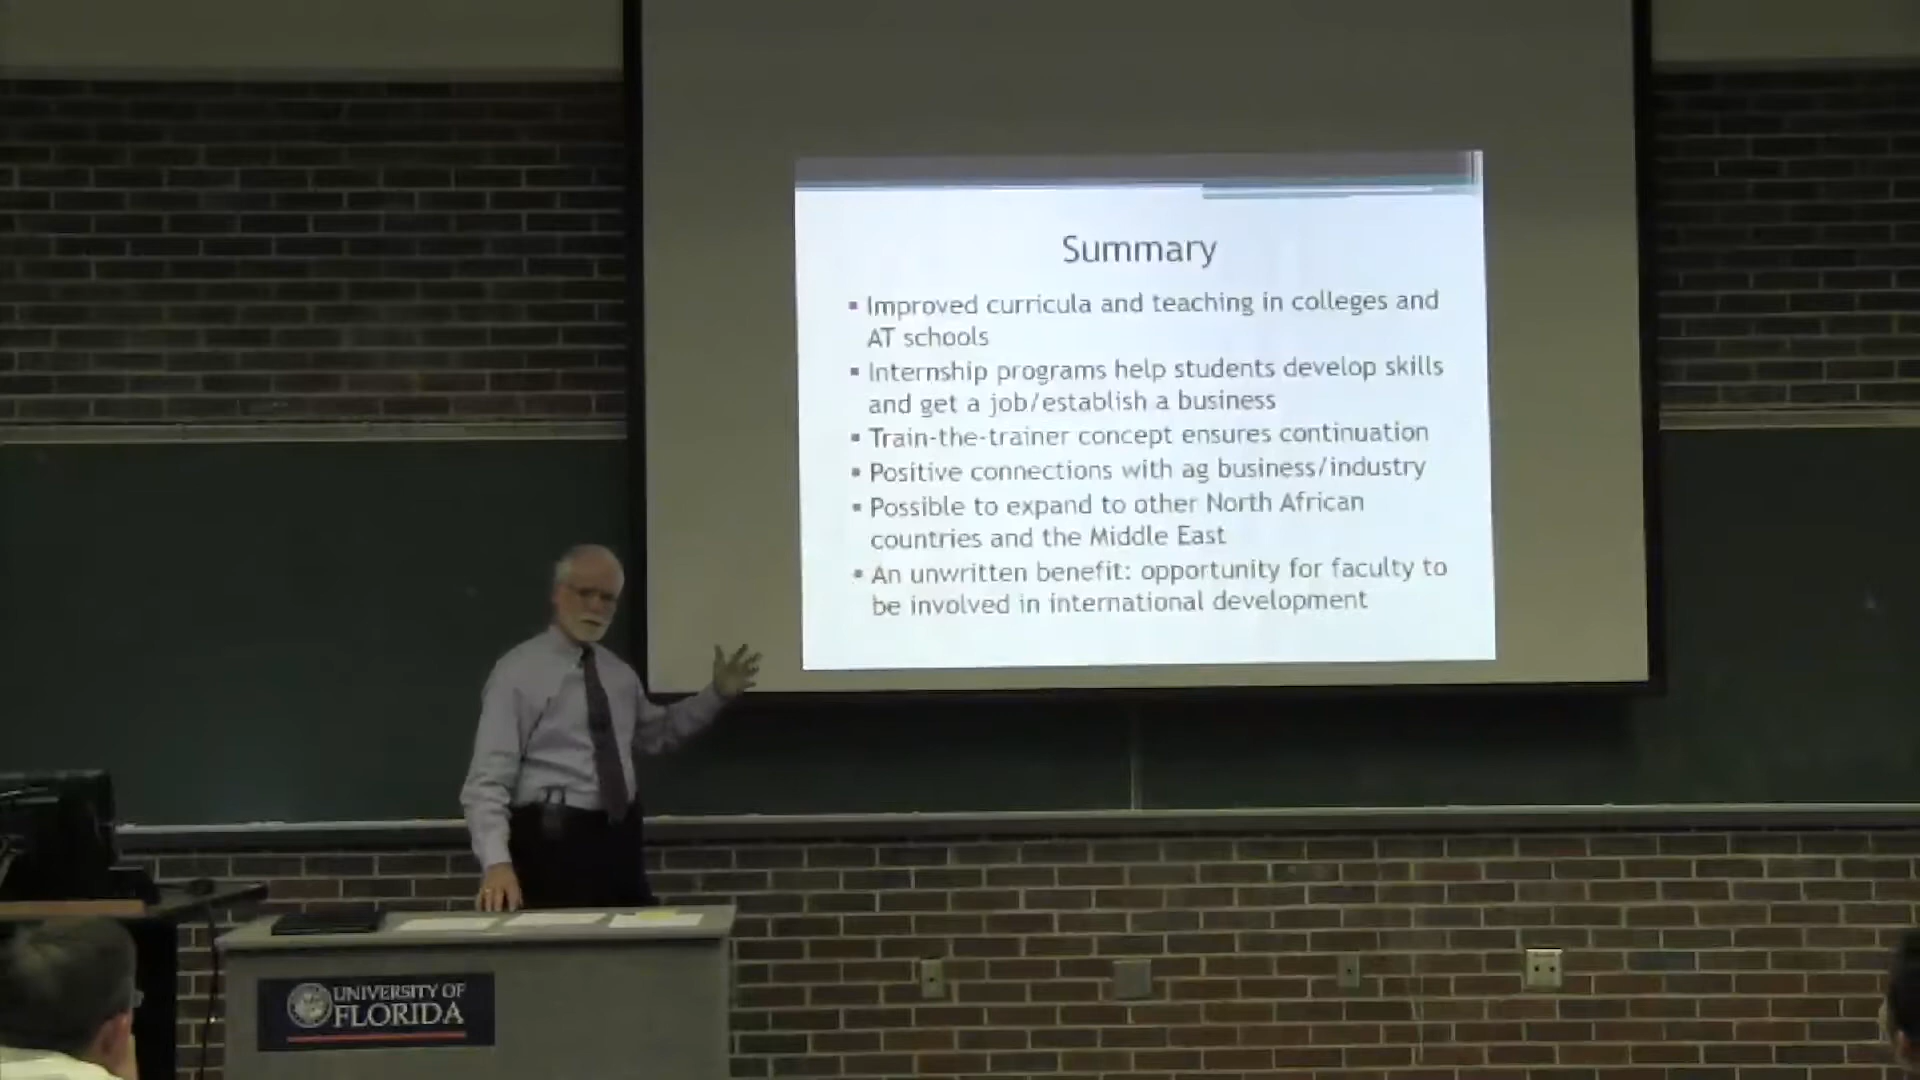 Summary
▪ Improved curricula and teaching in colleges and
AT schools
▪ Internship programs help students develop skills
and get a job/establish a business
▪ Train-the-trainer concept ensures continuation
▪ Positive connections with ag business/industry
▪ Possible to expand to other North African
countries and the Middle East
▪ An unwritten benefit: opportunity for faculty to
be involved in international development
UNIVERSITY OF
FLORIDA